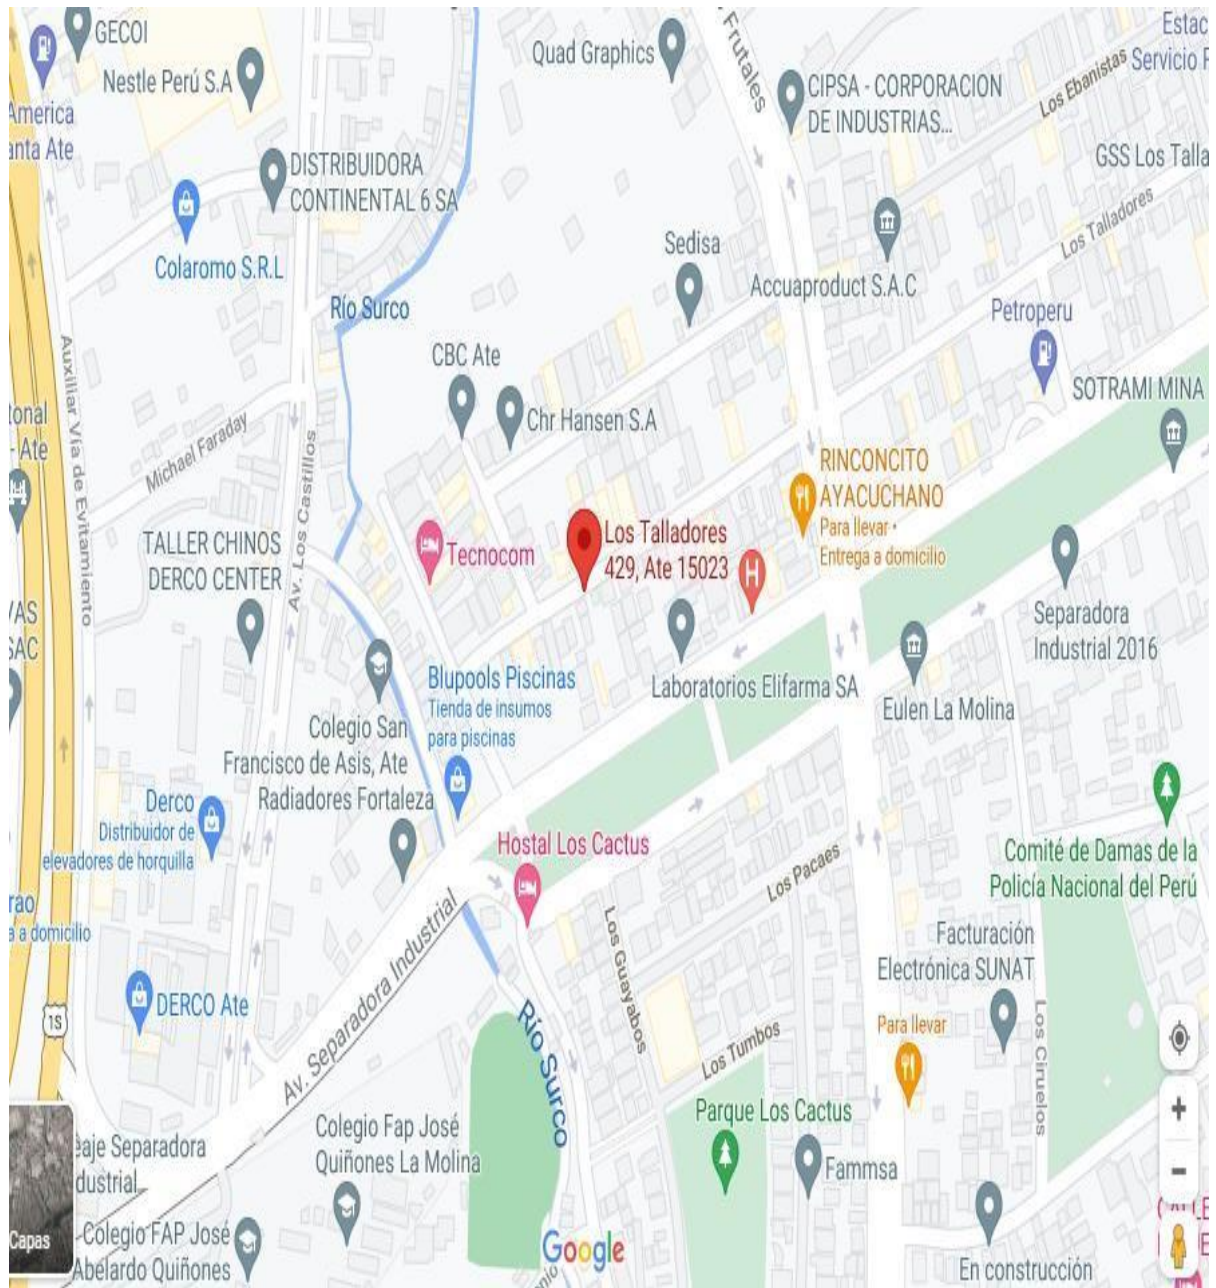 GECOI
Nestle Perú S.A
America
anta Ate
DISTRIBUIDORA
CONTINENTAL 6 SA
Colaromo S.R.L
Quad Graphics
Frutales
CIPSA - CORPORACION
DE INDUSTRIAS...
Los Ebanistas
Estac
Servicio F
GSS Los Talla
Los Talladores
Sedisa
Accuaproduct S.A.C
Petroperu
SOTRAMI MINA
Río Surco
CBC Ate
Chr Hansen S.A
Auxiliar Vía de Evitamiento
tonal
- Ate
Michael Faraday
Av. Los Castillos
TALLER CHINOS
DERCO CENTER
Tecnocom
Los Talladores
429, Ate 15023
H
RINCONCITO
AYACUCHANO
Para llevar •
Entrega a domicilio
Separadora
Industrial 2016
VAS
SAC
Laboratorios Elifarma SA
Eulen La Molina
Blupools Piscinas
Tienda de insumos
para piscinas
Colegio San
Francisco de Asis, Ate
Radiadores Fortaleza
Derco
Distribuidor de
elevadores de horquilla
Hostal Los Cactus
Los Pacaes
Comité de Damas de la
Policía Nacional del Perú
rao
a a domicilio
Los Guayabos
Facturación
Electrónica SUNAT
DERCO Ate
1S
Av. Separadora Industrial
Río Surco
Los Tumbos
Para llevar
Los Ciruelos
Parque Los Cactus
Fammsa
Colegio Fap José
Quiñones La Molina
eaje Separadora
dustrial
Capas
Colegio FAP José
Abelardo Quiñones
Google
En construcción